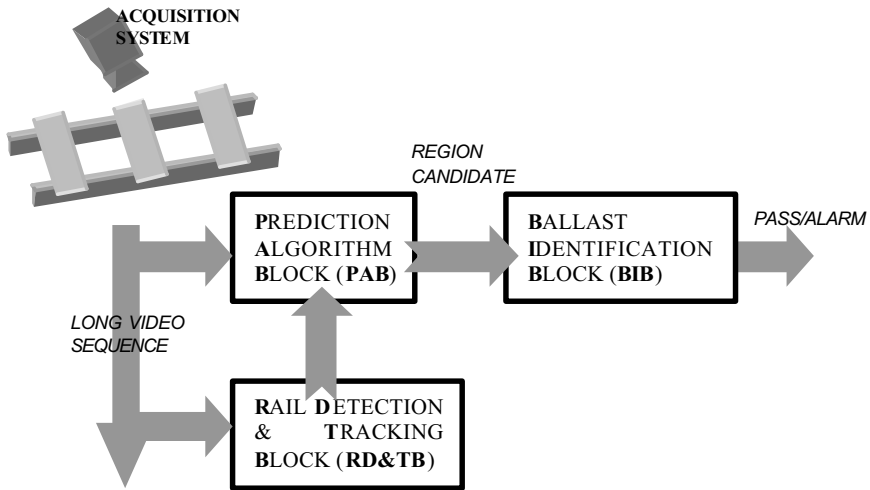 ACQUISITION
SYSTEM
REGION
CANDIDATE
PREDICTION
ALGORITHM
BLOCK (PAB)
BALLAST
IDENTIFICATION
BLOCK (BIB)
PASS/ALARM
LONG VIDEO
SEQUENCE
RAIL DETECTION
& TRACKING
BLOCK (RD&TB)